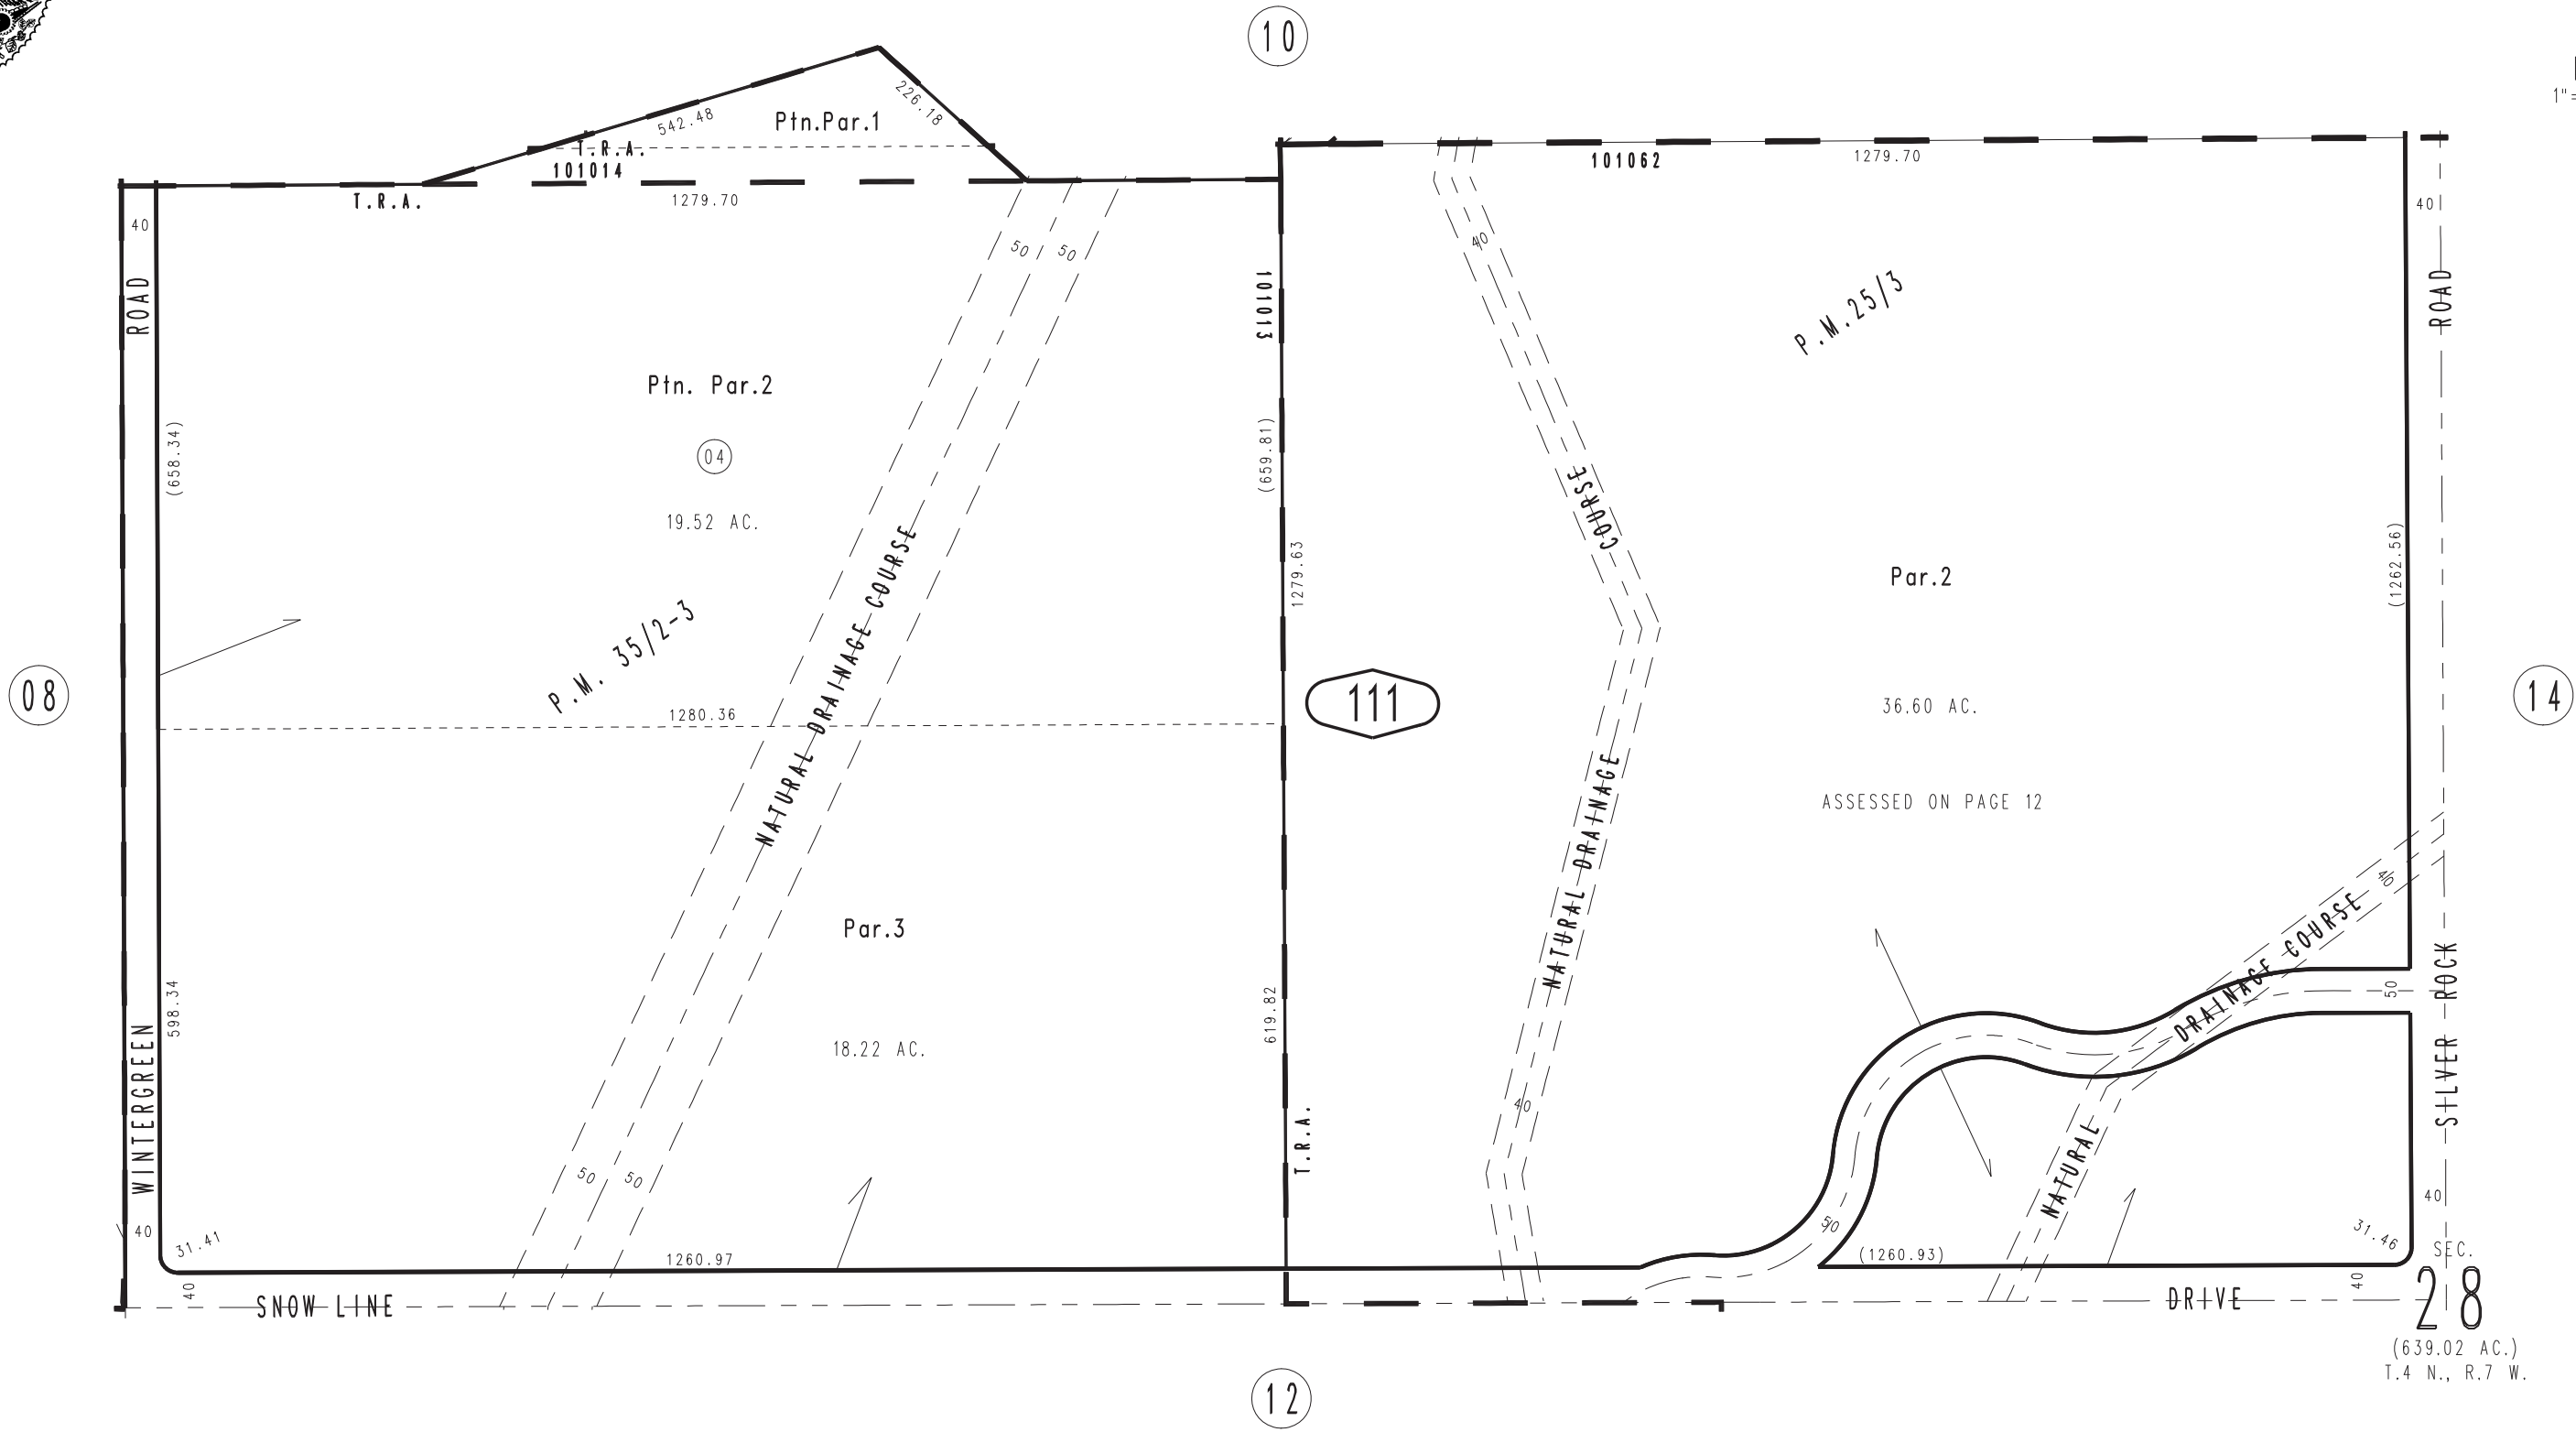 10
1"=
542.48
Ptn.Par.1
226.18
T.R.A.
101014
T.R.A.
1279.70
101062
1279.70
40
40
ROAD
50
50
101013
40
P.M.25/3
ROAD
Ptn. Par.2
(658.34)
04
19.52 AC.
(659.81)
COURSE
1279.63
(1262.56)
Par.2
P.M. 35/2-3
NATURAL DRAINAGE COURSE
08
1280.36
111
36.60 AC.
14
ASSESSED ON PAGE 12
NATURAL DRAINAGE
40
Par.3
DRAINAGE COURSE
598.34
619.82
50
18.22 AC.
WINTERGREEN
SILVER ROCK
40
T.R.A.
NATURAL
50
50
40
40
50
31.41
1260.97
(1260.93)
31.46
SEC.
40
40
SNOW LINE
DRIVE
28
(639.02 AC.)
T.4 N., R.7 W.
12